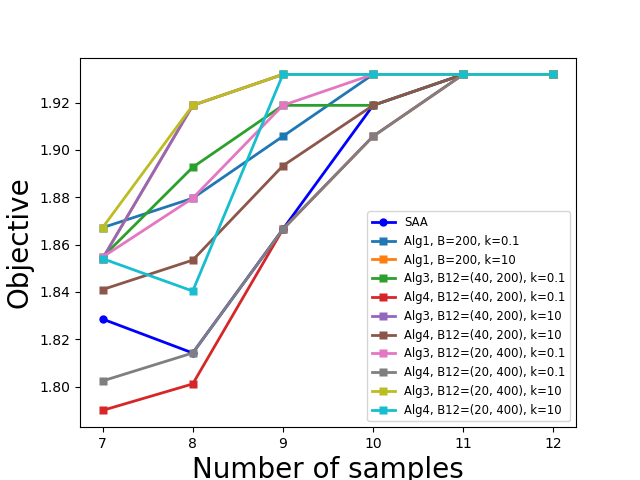 1.92
1.90
1.88
1.86
1.84
1.82
1.80
Objective
7 8 9 10 11 12
Number of samples
SAA
Alg1, B=200, k=0.1
Alg1, B=200, k=10
Alg3, B12=(40, 200), k=0.1
Alg4, B12=(40, 200), k=0.1
Alg3, B12=(40, 200), k=10
Alg4, B12=(40, 200), k=10
Alg3, B12=(20, 400), k=0.1
Alg4, B12=(20, 400), k=0.1
Alg3, B12=(20, 400), k=10
Alg4, B12=(20, 400), k=10